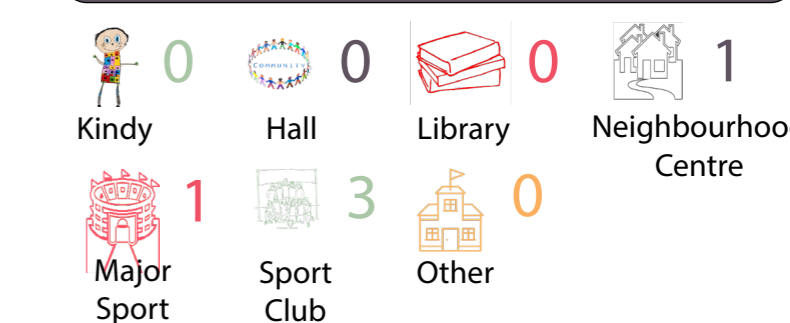 0
0
0
1
COMMUNITY
Kindy
Hall
Library
Neighbourhoo
Centre
1
3
0
Major
Sport
Sport
Club
Other